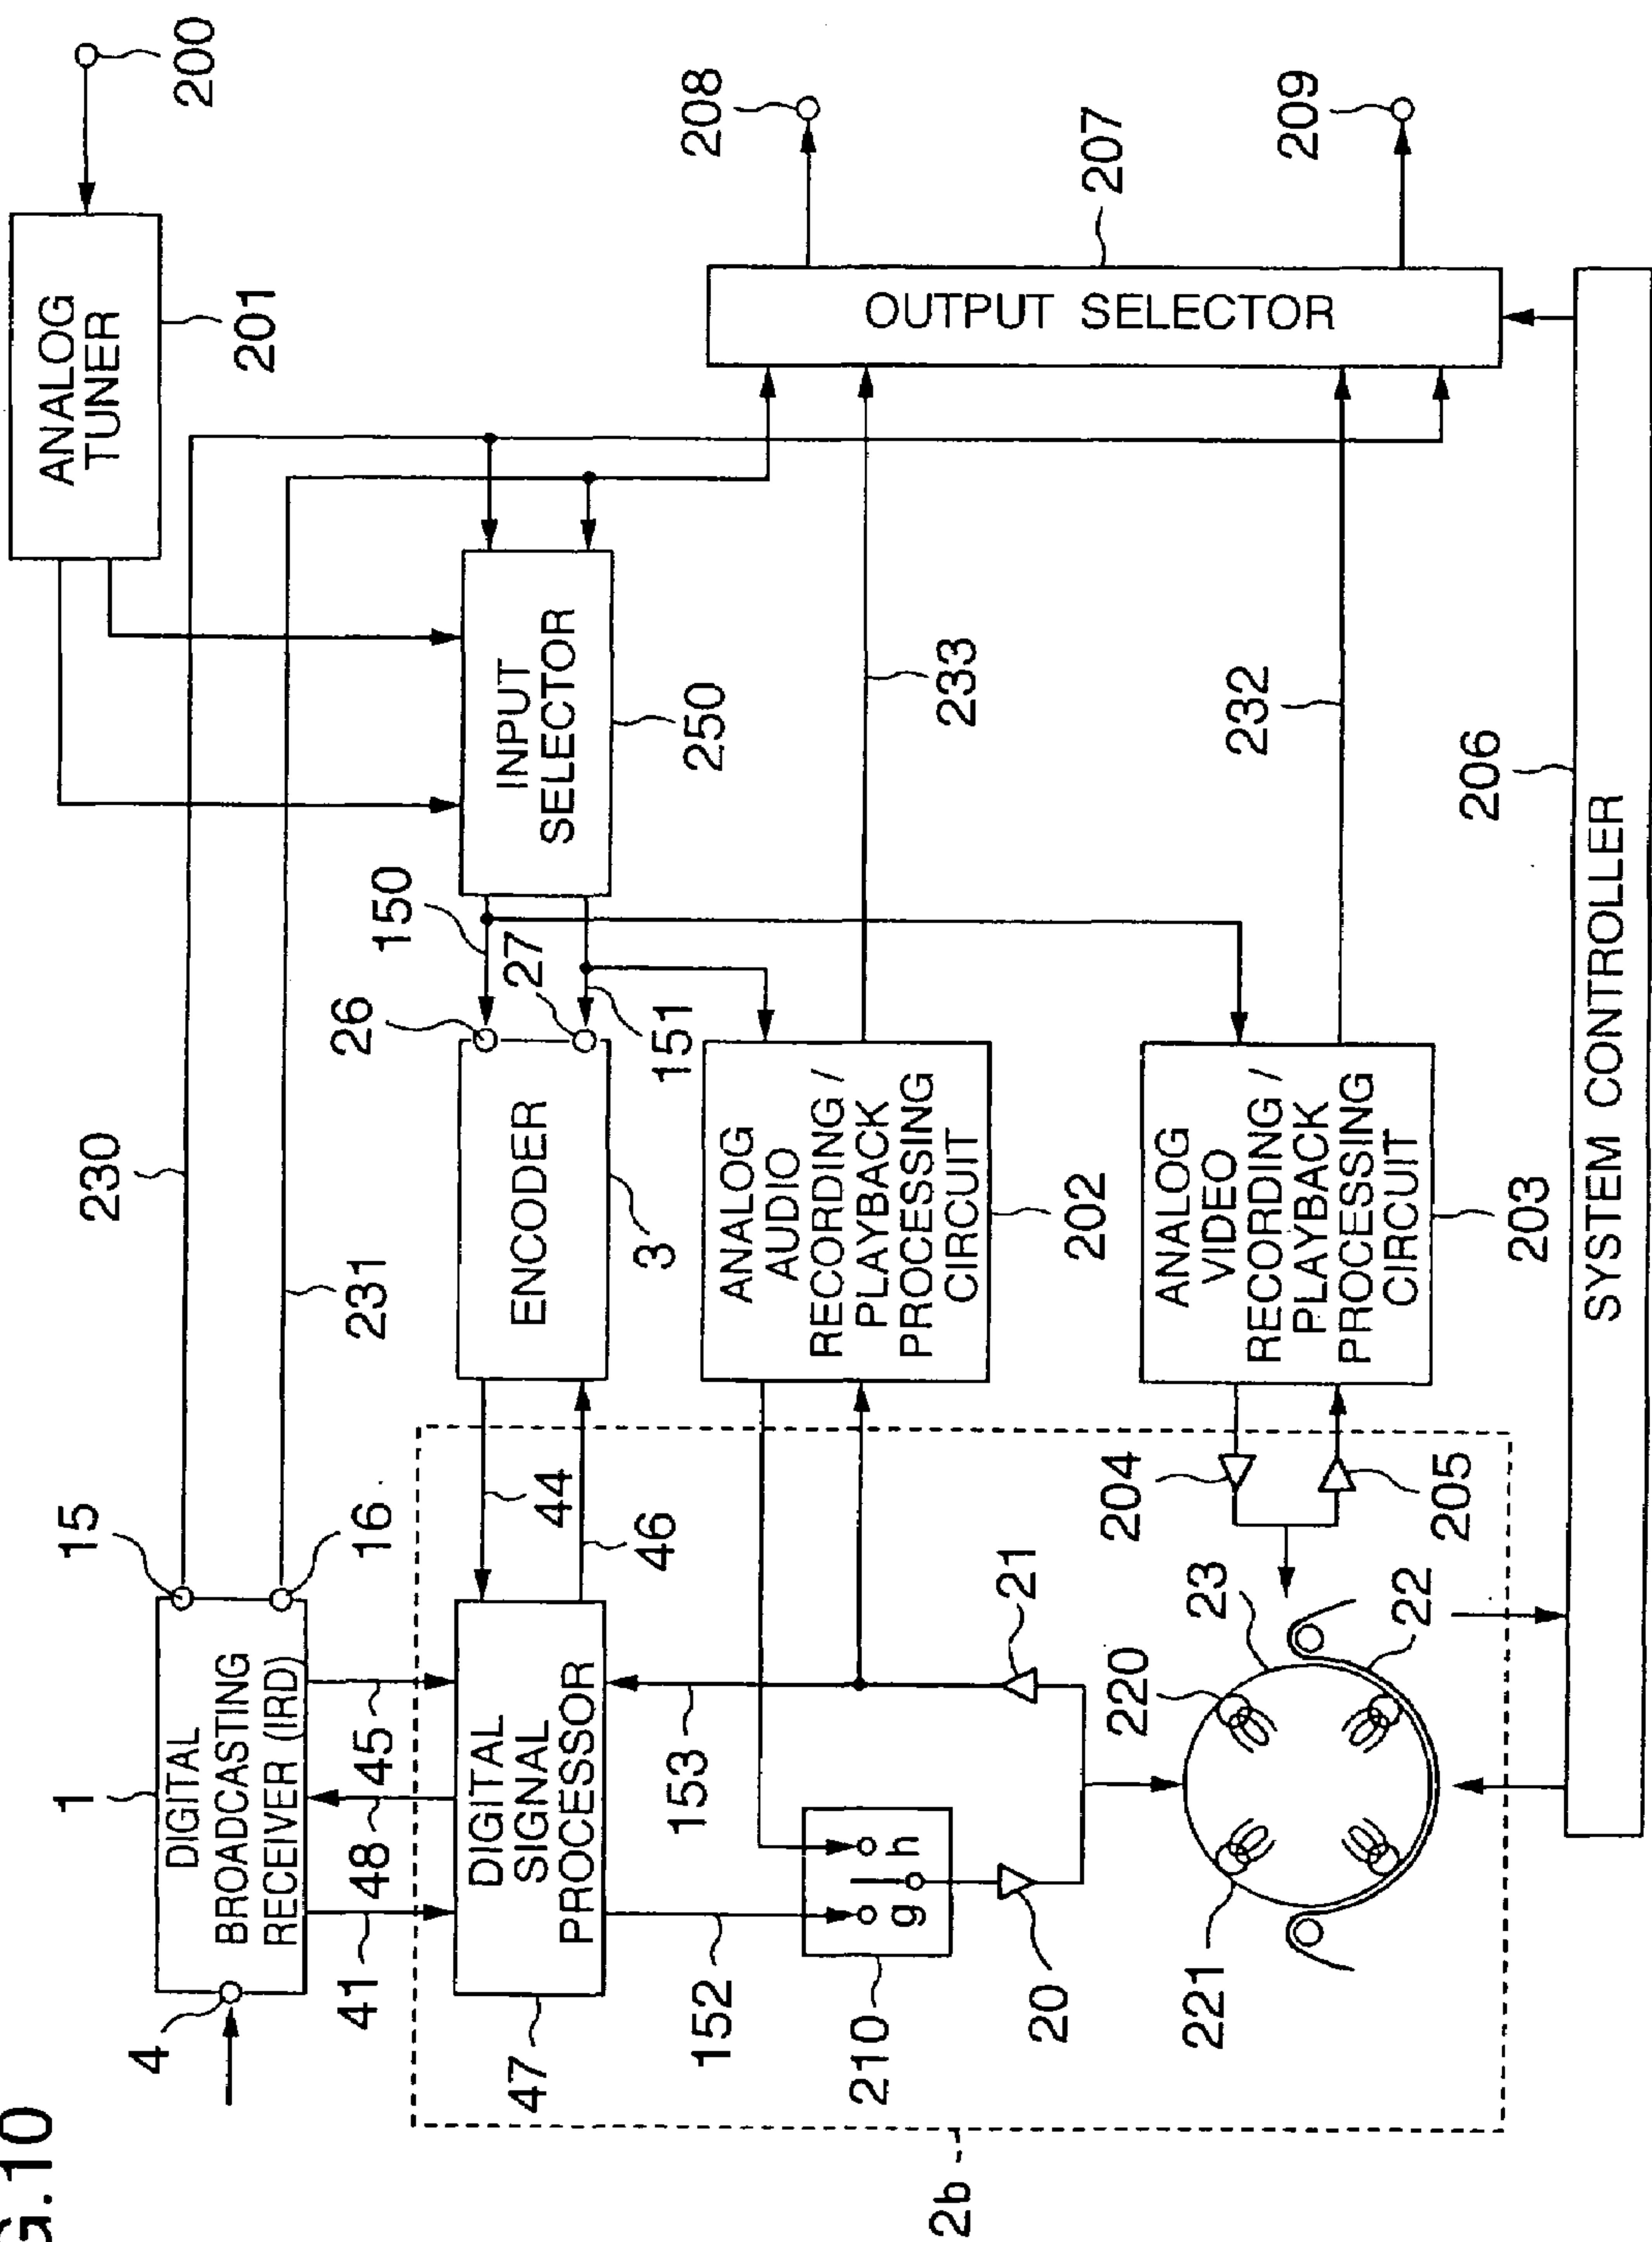 G.10
4
1
15
DIGITAL
BROADCASTING
RECEIVER (IRD)
16
230
231
ANALOG
TUNER
200
201
41
48
45
26
150
27
151
47
DIGITAL
SIGNAL
PROCESSOR
44
46
ENCODER
3
INPUT
SELECTOR
250
152
153
210
g
h
ANALOG
AUDIO
RECORDING /
PLAYBACK
PROCESSING
CIRCUIT
202
233
208
OUTPUT SELECTOR
207
2b
20
21
221
220
23
22
204
205
ANALOG
VIDEO
RECORDING /
PLAYBACK
PROCESSING
CIRCUIT
203
232
209
206
SYSTEM CONTROLLER